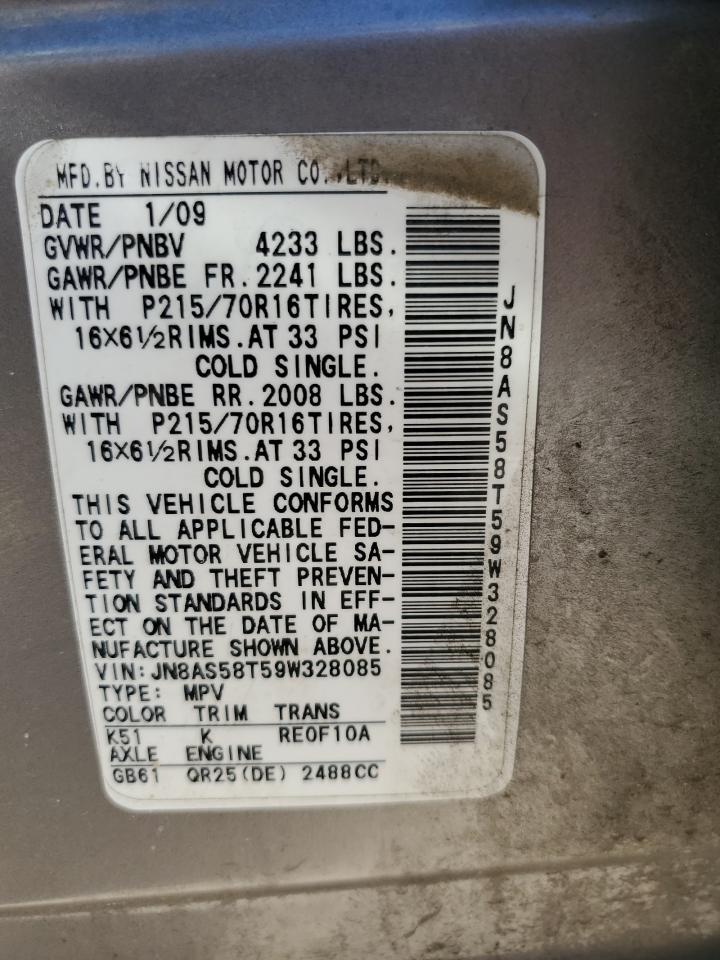 MFD.BY NISSAN MOTOR CO.,LTD.
DATE 1/09
GVWR/PNBV 4233 LBS.
GAWR/PNBE FR.2241 LBS.
WITH P215/70R16TIRES,
16×6½RIMS.AT 33 PSI
COLD SINGLE.
GAWR/PNBE RR.2008 LBS.
WITH P215/70R16TIRES,
16×6½RIMS.AT 33 PSI
COLD SINGLE.
THIS VEHICLE CONFORMS
TO ALL APPLICABLE FED-
ERAL MOTOR VEHICLE SA-
FETY AND THEFT PREVEN-
TION STANDARDS IN EFF-
ECT ON THE DATE OF MA-
NUFACTURE SHOWN ABOVE.
VIN:JN8AS58T59W328085
TYPE: MPV
COLOR TRIM TRANS
K51 K RE0F10A
AXLE ENGINE
GB61 QR25(DE) 2488CC
JN8AS58T59W328085